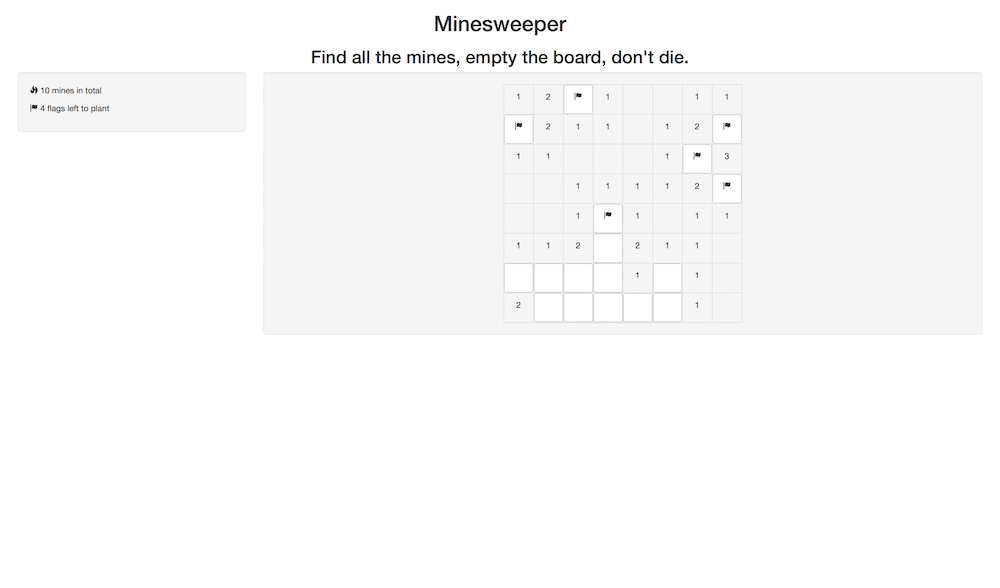 Minesweeper
Find all the mines, empty the board, don't die.
10 mines in total
4 flags left to plant
1 2 1 1 1
2 1 1 1 2
1 1 1 3
1 1 1 1 2
1 1 1 1
1 1 2 2 1 1
1 1
2 1